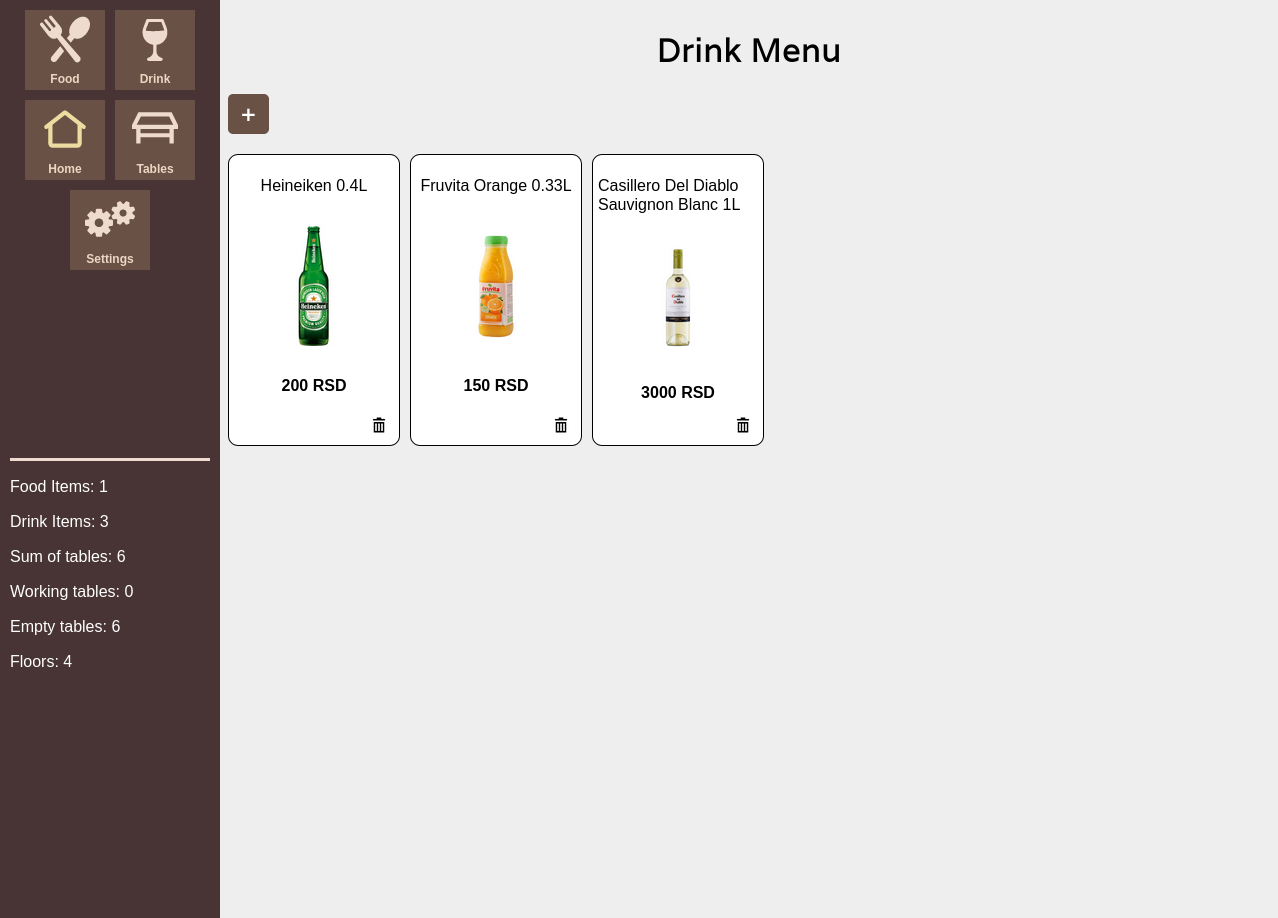 Food
Drink
Home
Tables
Settings
Food Items: 1
Drink Items: 3
Sum of tables: 6
Working tables: 0
Empty tables: 6
Floors: 4
Drink Menu
+
Heineiken 0.4L
Heineken
200 RSD
Fruvita Orange 0.33L
Fruvita
150 RSD
Casillero Del Diablo
Sauvignon Blanc 1L
3000 RSD